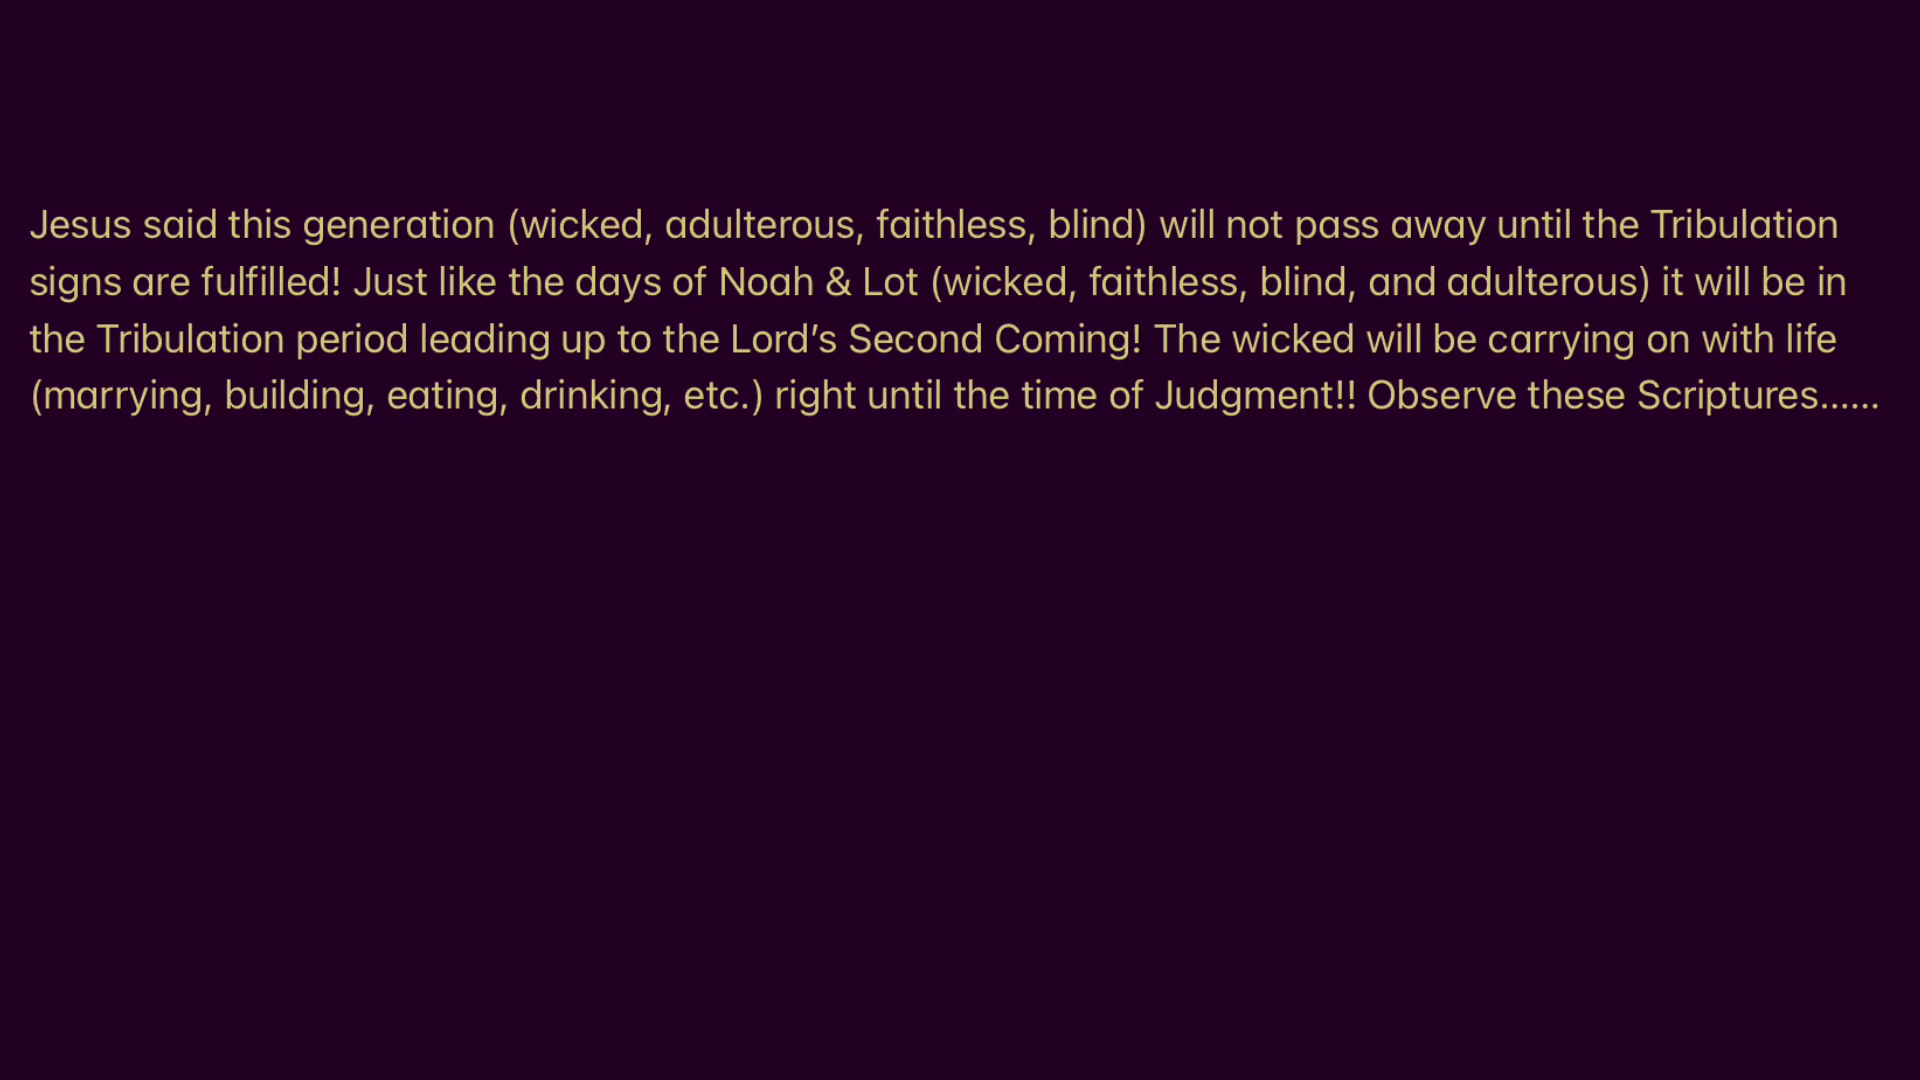 Jesus said this generation (wicked, adulterous, faithless, blind) will not pass away until the Tribulation
signs are fulfilled! Just like the days of Noah & Lot (wicked, faithless, blind, and adulterous) it will be in
the Tribulation period leading up to the Lord’s Second Coming! The wicked will be carrying on with life
(marrying, building, eating, drinking, etc.) right until the time of Judgment!! Observe these Scriptures......